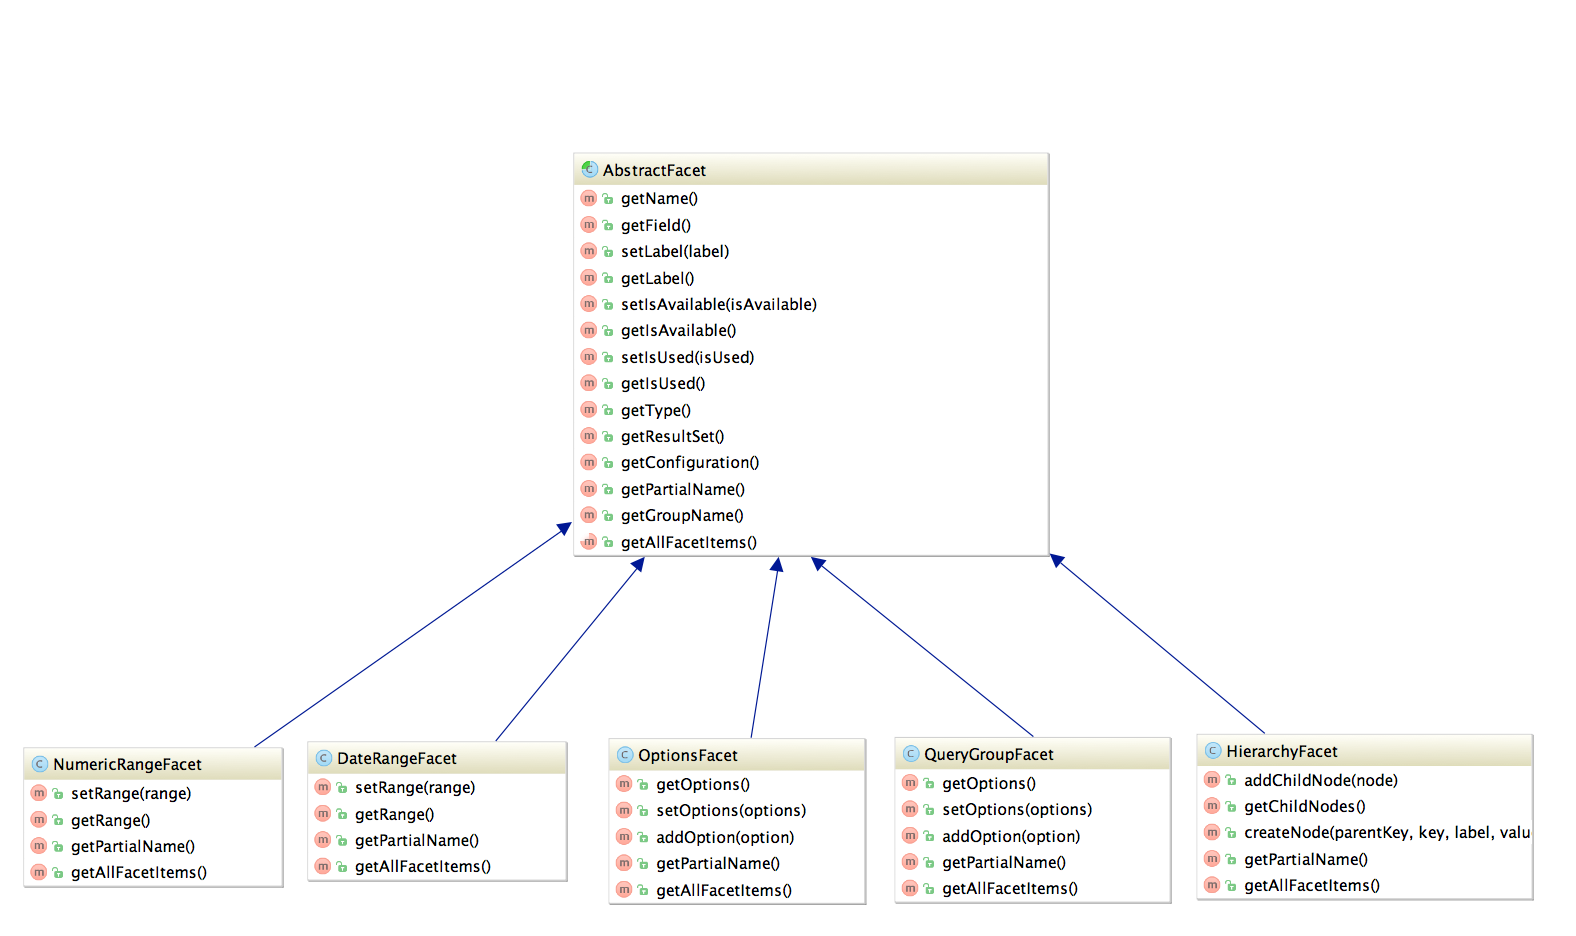 AbstractFacet
getName()
getField()
setLabel(label)
getLabel()
setIsAvailable(isAvailable)
getIsAvailable()
setIsUsed(isUsed)
getIsUsed()
getType()
getResultSet()
getConfiguration()
getPartialName()
getGroupName()
getAllFacetItems()
NumericRangeFacet
setRange(range)
getRange()
getPartialName()
getAllFacetItems()
DateRangeFacet
setRange(range)
getRange()
getPartialName()
getAllFacetItems()
OptionsFacet
getOptions()
setOptions(options)
addOption(option)
getPartialName()
getAllFacetItems()
QueryGroupFacet
getOptions()
setOptions(options)
addOption(option)
getPartialName()
getAllFacetItems()
HierarchyFacet
addChildNode(node)
getChildNodes()
createNode(parentKey, key, label, valu
getPartialName()
getAllFacetItems()